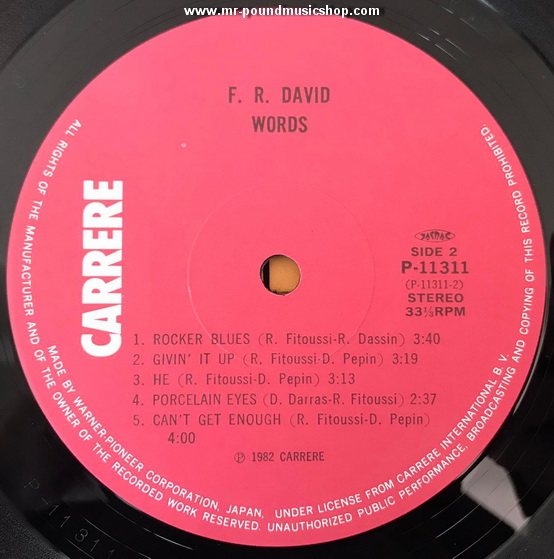 www.mr-poundmusicshop.com
F. R. DAVID
WORDS
CARRERE
JASRAC
SIDE 2
P-11311
(P-11311-2)
STEREO
33⅓RPM
1. ROCKER BLUES (R. Fitoussi-R. Dassin) 3:40
2. GIVIN' IT UP (R. Fitoussi-D. Pepin) 3:19
3. HE (R. Fitoussi-D. Pepin) 3:13
4. PORCELAIN EYES (D. Darras-R. Fitoussi) 2:37
5. CAN'T GET ENOUGH (R. Fitoussi-D. Pepin)
4:00
℗ 1982 CARRERE
MADE BY WARNER-PIONEER CORPORATION, JAPAN, UNDER LICENSE FROM CARRERE INTERNATIONAL B. V.
ALL RIGHTS OF THE MANUFACTURER AND OF THE OWNER OF THE RECORDED WORK RESERVED. UNAUTHORIZED PUBLIC PERFORMANCE, BROADCASTING AND COPYING OF THIS RECORD PROHIBITED.
P-11311